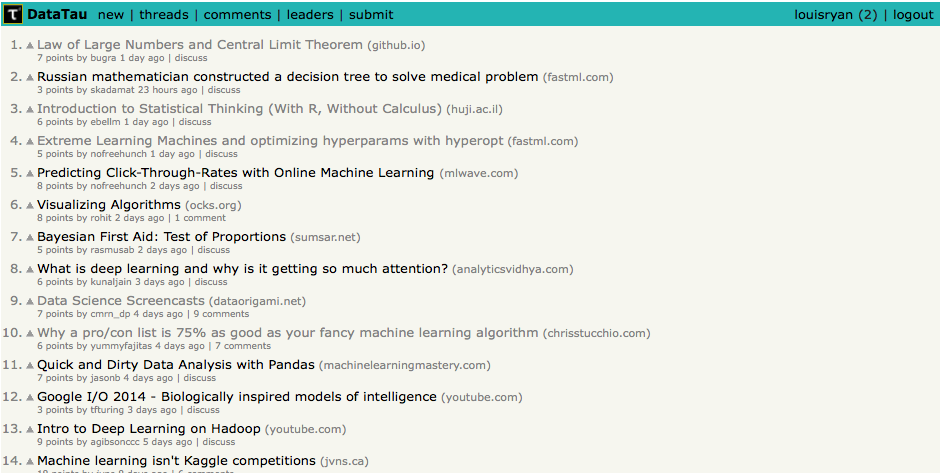 τ DataTau new | threads | comments | leaders | submit louisryan (2) | logout
1. Law of Large Numbers and Central Limit Theorem (github.io)
7 points by bugra 1 day ago | discuss
2. Russian mathematician constructed a decision tree to solve medical problem (fastml.com)
3 points by skadamat 23 hours ago | discuss
3. Introduction to Statistical Thinking (With R, Without Calculus) (huji.ac.il)
6 points by ebellm 1 day ago | discuss
4. Extreme Learning Machines and optimizing hyperparams with hyperopt (fastml.com)
5 points by nofreehunch 1 day ago | discuss
5. Predicting Click-Through-Rates with Online Machine Learning (mlwave.com)
8 points by nofreehunch 2 days ago | discuss
6. Visualizing Algorithms (ocks.org)
8 points by rohit 2 days ago | 1 comment
7. Bayesian First Aid: Test of Proportions (sumsar.net)
5 points by rasmusab 2 days ago | discuss
8. What is deep learning and why is it getting so much attention? (analyticsvidhya.com)
6 points by kunaljain 3 days ago | discuss
9. Data Science Screencasts (dataorigami.net)
7 points by cmrn_dp 4 days ago | 9 comments
10. Why a pro/con list is 75% as good as your fancy machine learning algorithm (chrisstucchio.com)
6 points by yummyfajitas 4 days ago | 7 comments
11. Quick and Dirty Data Analysis with Pandas (machinelearningmastery.com)
7 points by jasonb 4 days ago | discuss
12. Google I/O 2014 - Biologically inspired models of intelligence (youtube.com)
3 points by tfturing 3 days ago | discuss
13. Intro to Deep Learning on Hadoop (youtube.com)
9 points by agibsonccc 5 days ago | discuss
14. Machine learning isn't Kaggle competitions (jvns.ca)